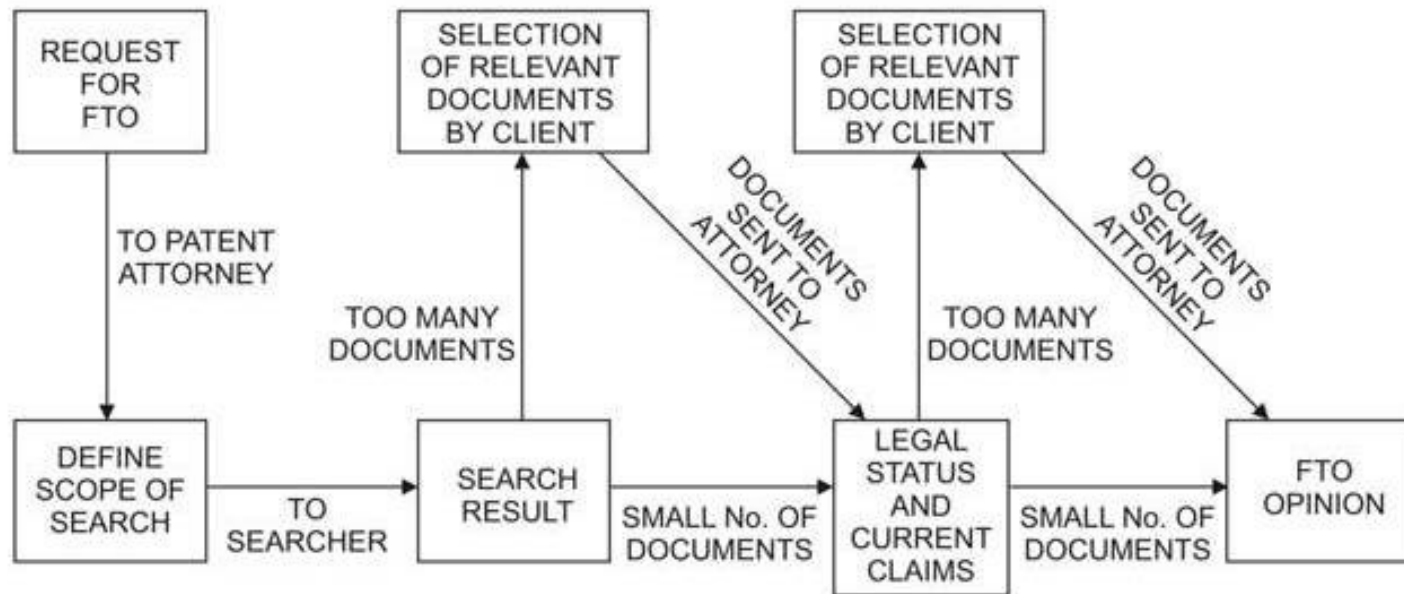 REQUEST
FOR
FTO
SELECTION
OF RELEVANT
DOCUMENTS
BY CLIENT
SELECTION
OF RELEVANT
DOCUMENTS
BY CLIENT
TO PATENT
ATTORNEY
TOO MANY
DOCUMENTS
DOCUMENTS
SENT TO
ATTORNEY
TOO MANY
DOCUMENTS
DOCUMENTS
SENT TO
ATTORNEY
DEFINE
SCOPE OF
SEARCH
TO
SEARCHER
SEARCH
RESULT
SMALL No. OF
DOCUMENTS
LEGAL
STATUS
AND
CURRENT
CLAIMS
SMALL No. OF
DOCUMENTS
FTO
OPINION